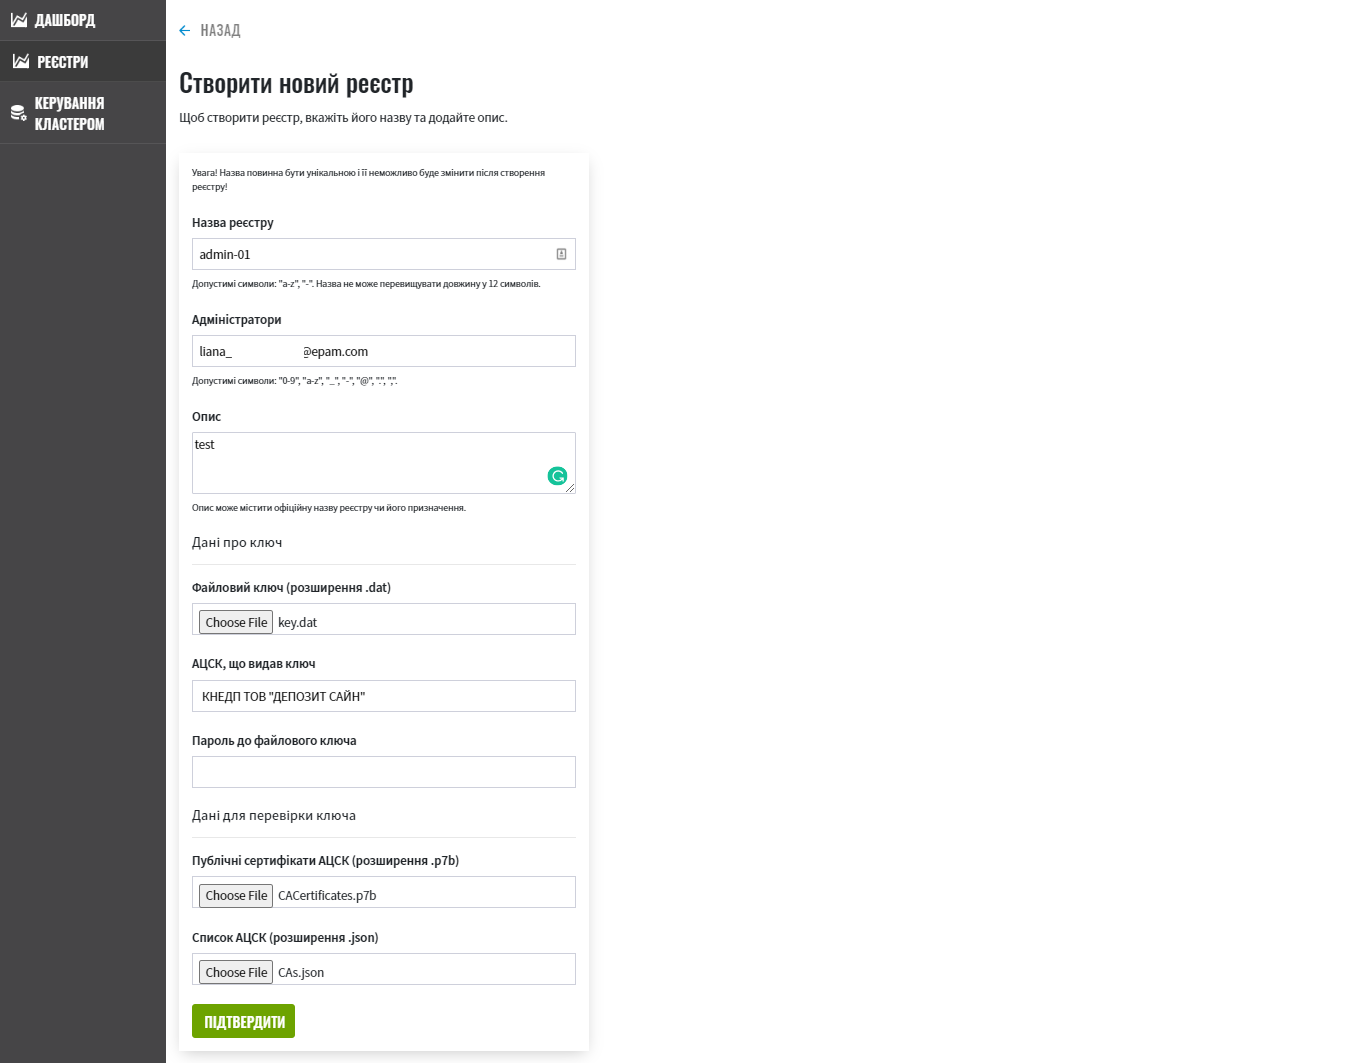 ДАШБОРД
РЕЄСТРИ
КЕРУВАННЯ
КЛАСТЕРОМ
НАЗАД
Створити новий реєстр
Щоб створити реєстр, вкажіть його назву та додайте опис.
Увага! Назва повинна бути унікальною і її неможливо буде змінити після створення
реєстру!
Назва реєстру
admin-01
Допустимі символи: "a-z", "-". Назва не може перевищувати довжину у 12 символів.
Адміністратори
liana_ @epam.com
Допустимі символи: "0-9", "a-z", "_", "-", "@", ".", ",".
Опис
test
Опис може містити офіційну назву реєстру чи його призначення.
Дані про ключ
Файловий ключ (розширення .dat)
Choose File key.dat
АЦСК, що видав ключ
КНЕДП ТОВ "ДЕПОЗИТ САЙН"
Пароль до файлового ключа
Дані для перевірки ключа
Публічні сертифікати АЦСК (розширення .p7b)
Choose File CACertificates.p7b
Список АЦСК (розширення .json)
Choose File CAs.json
ПІДТВЕРДИТИ